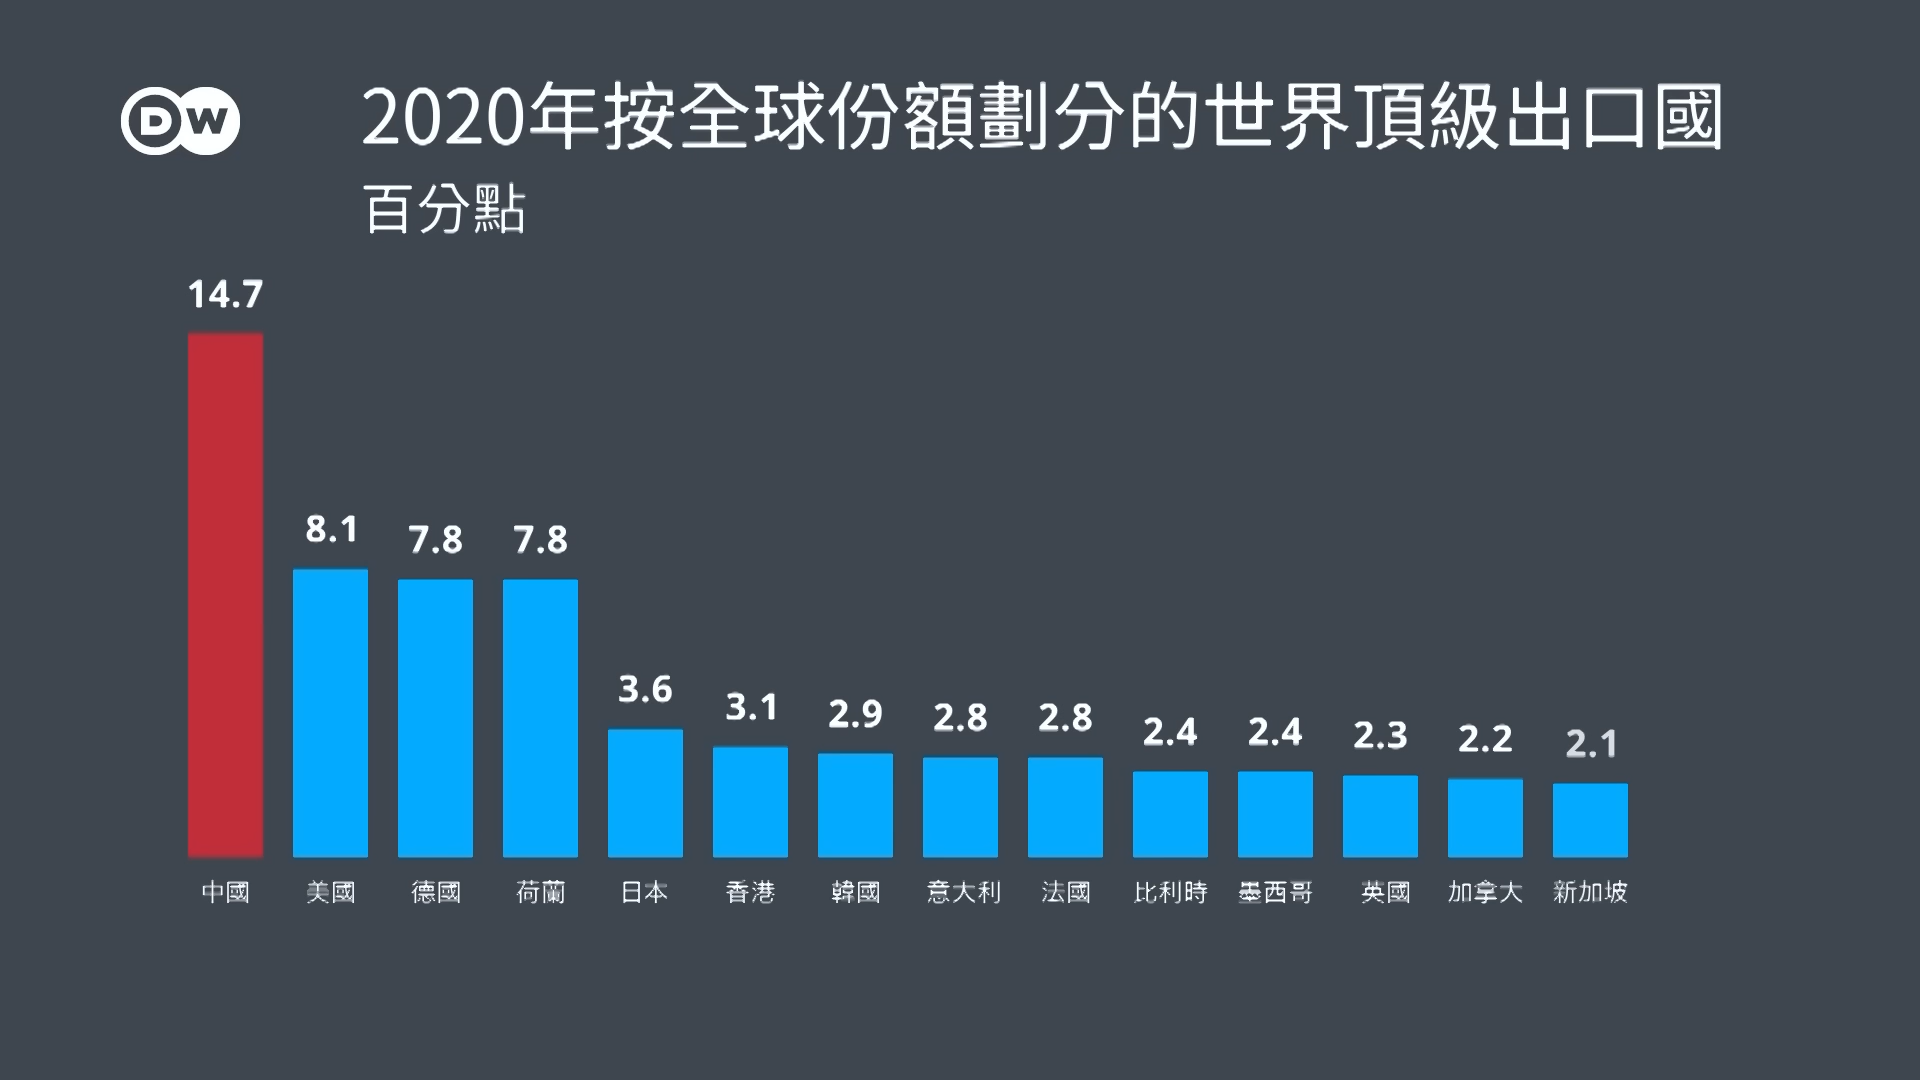 DW
2020年按全球份額劃分的世界頂級出口國
百分點
14.7
8.1
7.8
7.8
3.6
3.1
2.9
2.8
2.8
2.4
2.4
2.3
2.2
2.1
中國
美國
德國
荷蘭
日本
香港
韓國
意大利
法國
比利時
墨西哥
英國
加拿大
新加坡